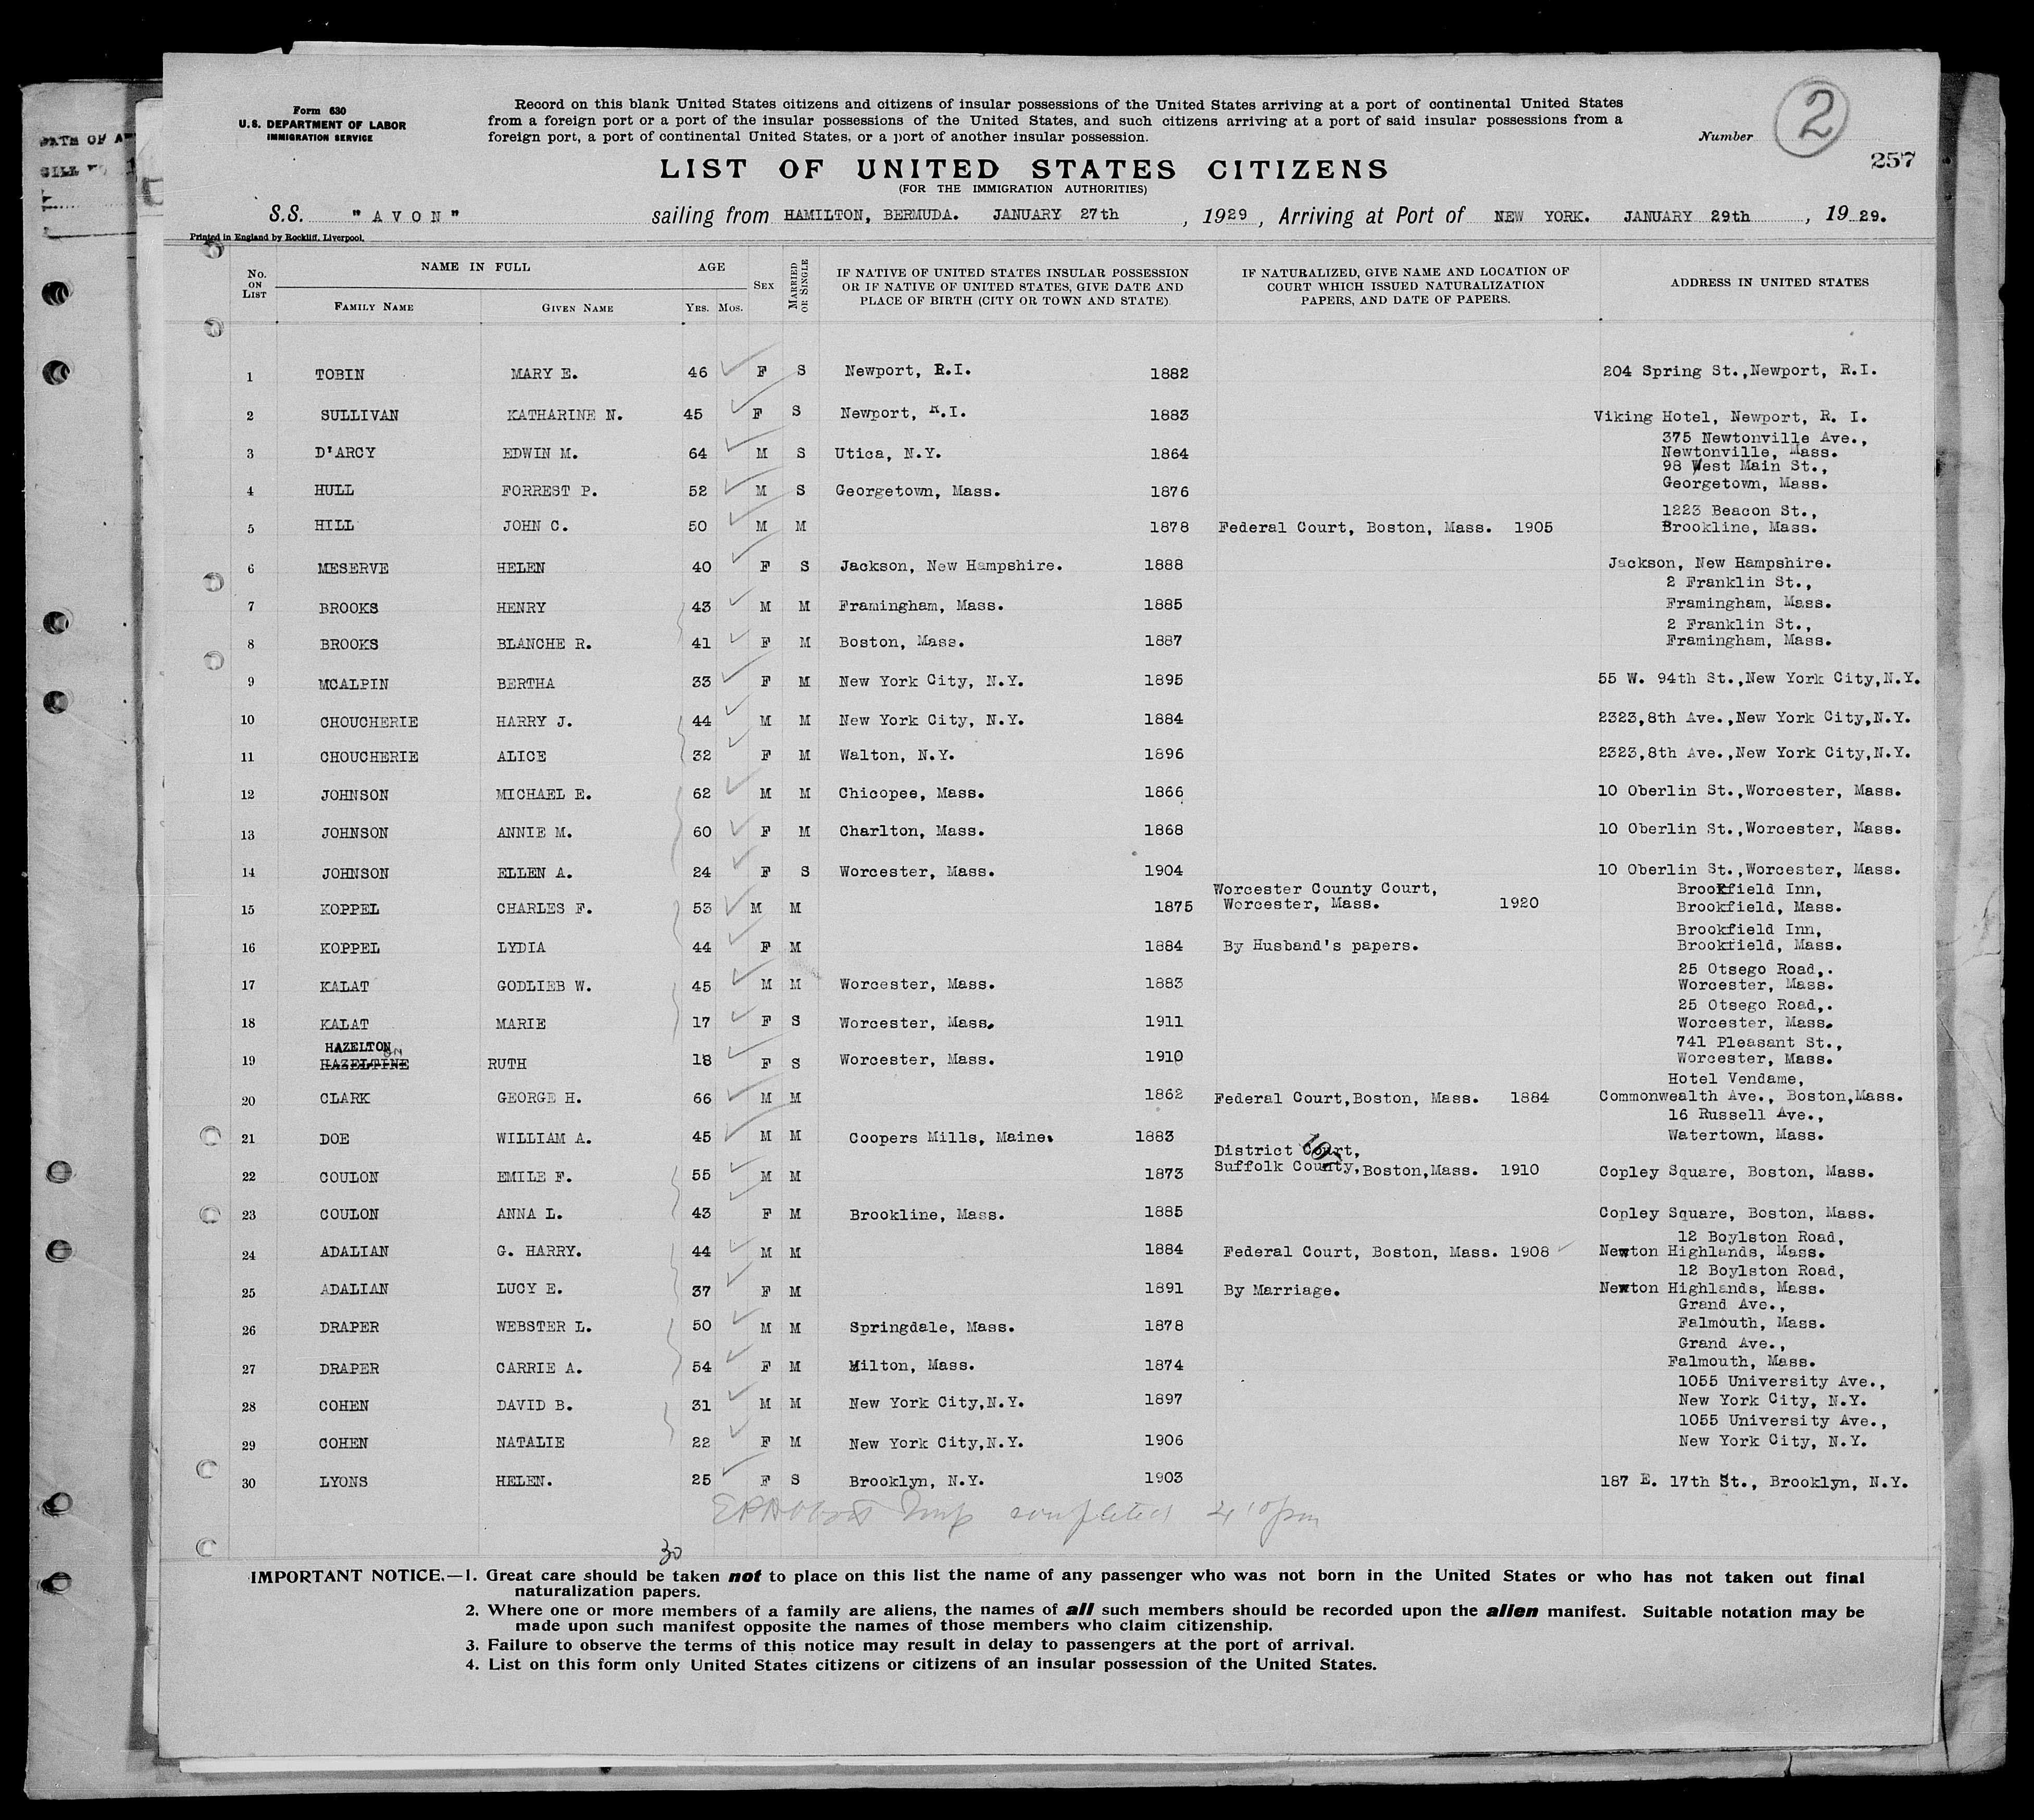 Form 630
U.S. DEPARTMENT OF LABOR
IMMIGRATION SERVICE
Record on this blank United States citizens and citizens of insular possessions of the United States arriving at a port of continental United States
from a foreign port or a port of the insular possessions of the United States, and such citizens arriving at a port of said insular possessions from a
foreign port, a port of continental United States, or a port of another insular possession.
Number 2
257
LIST OF UNITED STATES CITIZENS
(FOR THE IMMIGRATION AUTHORITIES)
S.S. "AVON" sailing from HAMILTON, BERMUDA. JANUARY 27th, 1929, Arriving at Port of NEW YORK. JANUARY 29th, 19 29.
Printed in England by Rockliff, Liverpool.
No. ON LIST
NAME IN FULL
FAMILY NAME GIVEN NAME
AGE
YRS. MOS.
SEX
MARRIED OR SINGLE
IF NATIVE OF UNITED STATES INSULAR POSSESSION
OR IF NATIVE OF UNITED STATES, GIVE DATE AND
PLACE OF BIRTH (CITY OR TOWN AND STATE)
IF NATURALIZED, GIVE NAME AND LOCATION OF
COURT WHICH ISSUED NATURALIZATION
PAPERS, AND DATE OF PAPERS.
ADDRESS IN UNITED STATES
1 TOBIN MARY E. 46 F S Newport, R.I. 1882 204 Spring St.,Newport, R.I.
2 SULLIVAN KATHARINE N. 45 F S Newport, R.I. 1883 Viking Hotel, Newport, R. I.
375 Newtonville Ave.,
3 D'ARCY EDWIN M. 64 M S Utica, N.Y. 1864 Newtonville, Mass.
98 West Main St.,
4 HULL FORREST P. 52 M S Georgetown, Mass. 1876 Georgetown, Mass.
1223 Beacon St.,
5 HILL JOHN C. 50 M M 1878 Federal Court, Boston, Mass. 1905 Brookline, Mass.
6 MESERVE HELEN 40 F S Jackson, New Hampshire. 1888 Jackson, New Hampshire.
2 Franklin St.,
7 BROOKS HENRY 43 M M Framingham, Mass. 1885 Framingham, Mass.
2 Franklin St.,
8 BROOKS BLANCHE R. 41 F M Boston, Mass. 1887 Framingham, Mass.
9 MCALPIN BERTHA 33 F M New York City, N.Y. 1895 55 W. 94th St.,New York City,N.Y.
10 CHOUCHERIE HARRY J. 44 M M New York City, N.Y. 1884 2323,8th Ave.,New York City,N.Y.
11 CHOUCHERIE ALICE 32 F M Walton, N.Y. 1896 2323,8th Ave.,New York City,N.Y.
12 JOHNSON MICHAEL E. 62 M M Chicopee, Mass. 1866 10 Oberlin St.,Worcester, Mass.
13 JOHNSON ANNIE M. 60 F M Charlton, Mass. 1868 10 Oberlin St.,Worcester, Mass.
14 JOHNSON ELLEN A. 24 F S Worcester, Mass. 1904 10 Oberlin St.,Worcester, Mass.
Worcester County Court, Brookfield Inn,
15 KOPPEL CHARLES F. 53 M M 1875 Worcester, Mass. 1920 Brookfield, Mass.
Brookfield Inn,
16 KOPPEL LYDIA 44 F M 1884 By Husband's papers. Brookfield, Mass.
25 Otsego Road,.
17 KALAT GODLIEB W. 45 M M Worcester, Mass. 1883 Worcester, Mass.
25 Otsego Road,.
18 KALAT MARIE 17 F S Worcester, Mass. 1911 Worcester, Mass.
HAZELTON 741 Pleasant St.,
19 HAZELTINE ON RUTH 18 F S Worcester, Mass. 1910 Worcester, Mass.
Hotel Vendame,
20 CLARK GEORGE H. 66 M M 1862 Federal Court,Boston, Mass. 1884 Commonwealth Ave., Boston,Mass.
16 Russell Ave.,
21 DOE WILLIAM A. 45 M M Coopers Mills, Maine. 1883 Watertown, Mass.
District Court,
22 COULON EMILE F. 55 M M 1873 Suffolk County,Boston,Mass. 1910 Copley Square, Boston, Mass.
23 COULON ANNA L. 43 F M Brookline, Mass. 1885 Copley Square, Boston, Mass.
12 Boylston Road,
24 ADALIAN G. HARRY. 44 M M 1884 Federal Court, Boston, Mass. 1908 Newton Highlands, Mass.
12 Boylston Road,
25 ADALIAN LUCY E. 37 F M 1891 By Marriage. Newton Highlands, Mass.
Grand Ave.,
26 DRAPER WEBSTER L. 50 M M Springdale, Mass. 1878 Falmouth, Mass.
Grand Ave.,
27 DRAPER CARRIE A. 54 F M Milton, Mass. 1874 Falmouth, Mass.
1055 University Ave.,
28 COHEN DAVID B. 31 M M New York City,N.Y. 1897 New York City, N.Y.
1055 University Ave.,
29 COHEN NATALIE 22 F M New York City,N.Y. 1906 New York City, N.Y.
30 LYONS HELEN. 25 F S Brooklyn, N.Y. 1903 187 E. 17th St., Brooklyn, N.Y.
Insp completed
30
IMPORTANT NOTICE.—1. Great care should be taken not to place on this list the name of any passenger who was not born in the United States or who has not taken out final
naturalization papers.
2. Where one or more members of a family are aliens, the names of all such members should be recorded upon the alien manifest. Suitable notation may be
made upon such manifest opposite the names of those members who claim citizenship.
3. Failure to observe the terms of this notice may result in delay to passengers at the port of arrival.
4. List on this form only United States citizens or citizens of an insular possession of the United States.